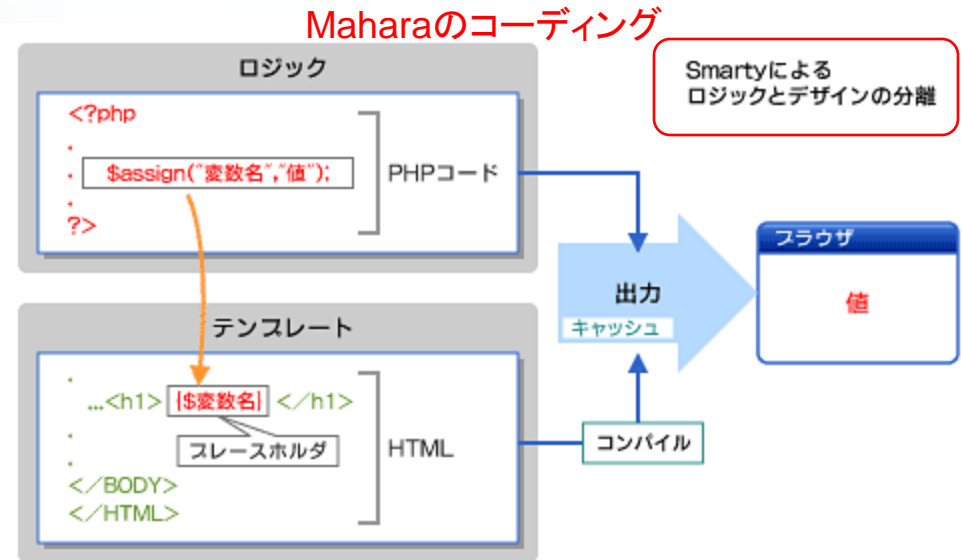 Maharaのコーディング
ロジック
Smartyによる
ロジックとデザインの分離
<?php
.
. $assign("変数名","値");
.
?>
PHPコード
出力
キャッシュ
ブラウザ
値
テンプレート
.
...<h1> {$変数名} </h1>
.
プレースホルダ
.
</BODY>
</HTML>
HTML
コンパイル